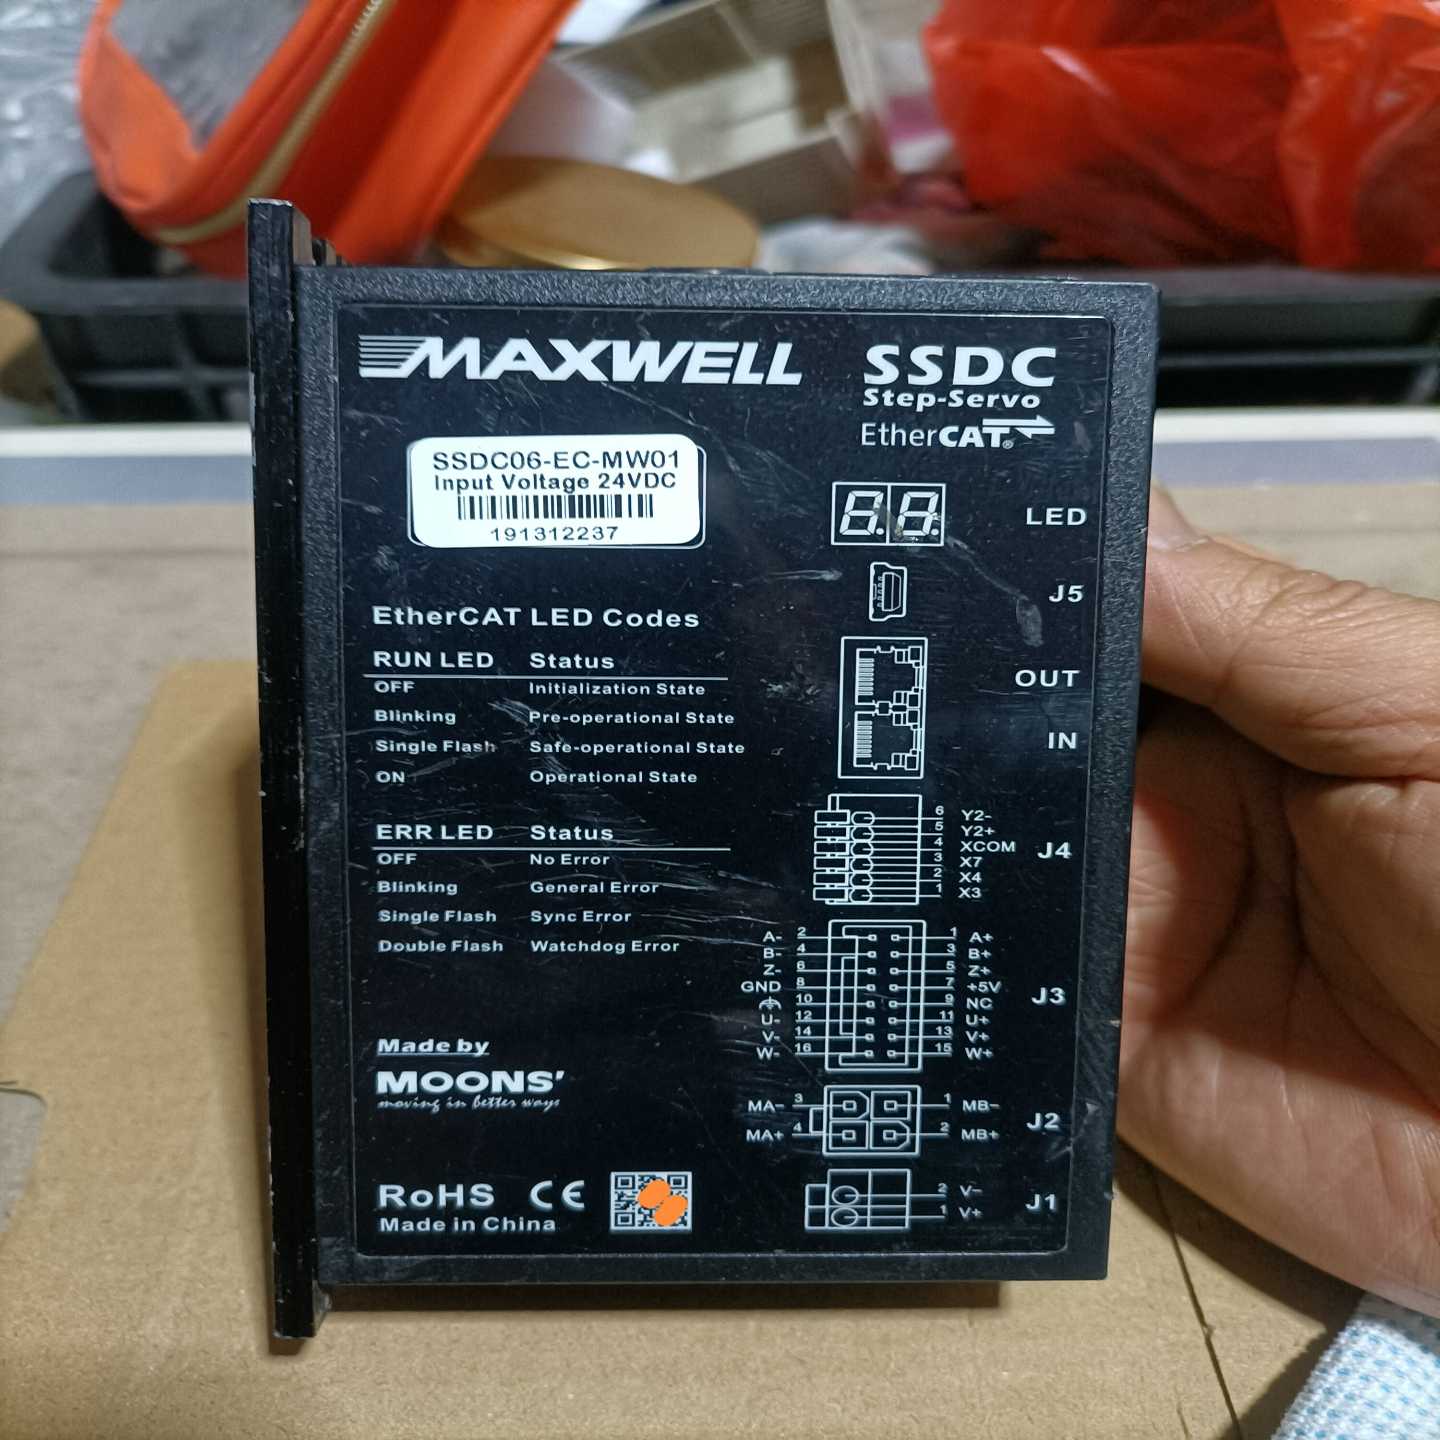 MAXWELL
SSDC
Step-Servo
EtherCAT®
SSDC06-EC-MW01
Input Voltage 24VDC
191312237
8.8.
LED
J5
OUT
IN
EtherCAT LED Codes
RUN LED Status
OFF Initialization State
Blinking Pre-operational State
Single Flash Safe-operational State
ON Operational State
ERR LED Status
OFF No Error
Blinking General Error
Single Flash Sync Error
Double Flash Watchdog Error
6 Y2-
5 Y2+
4 XCOM
3 X7
2 X4
1 X3
J4
A- 2 1 A+
B- 4 3 B+
Z- 6 5 Z+
GND 8 7 +5V
10 9 NC
U- 12 11 U+
V- 14 13 V+
W- 16 15 W+
J3
MA- 3 1 MB-
MA+ 4 2 MB+
J2
2 V-
1 V+
J1
Made by
MOONS'
moving in better ways
RoHS CE
Made in China